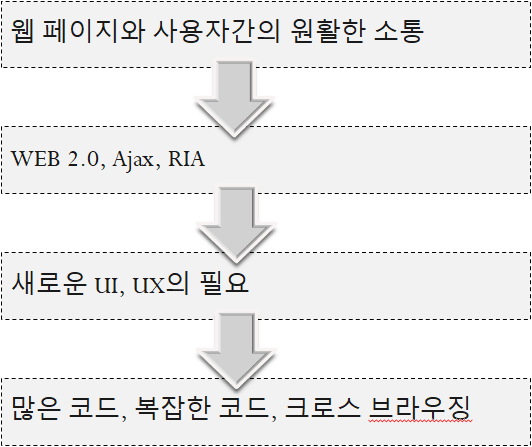 웹 페이지와 사용자간의 원활한 소통
WEB 2.0, Ajax, RIA
새로운 UI, UX의 필요
많은 코드, 복잡한 코드, 크로스 브라우징